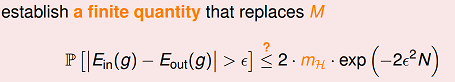 establish a finite quantity that replaces M
?
ℙ [|E_in(g) − E_out(g)| > ϵ] ≤ 2 · m_ℋ · exp (−2ϵ²N)